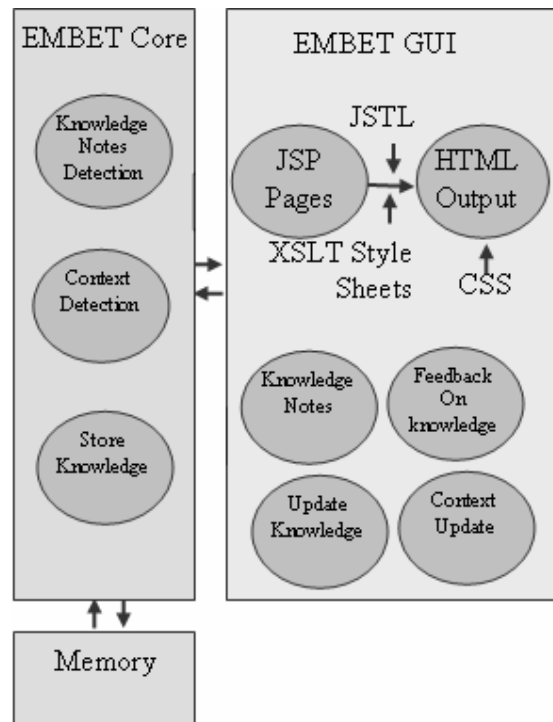 EMBET Core
Knowledge
Notes
Detection
Context
Detection
Store
Knowledge
Memory
EMBET GUI
JSTL
JSP
Pages
HTML
Output
XSLT Style
Sheets
CSS
Knowledge
Notes
Feedback
On
knowledge
Update
Knowledge
Context
Update